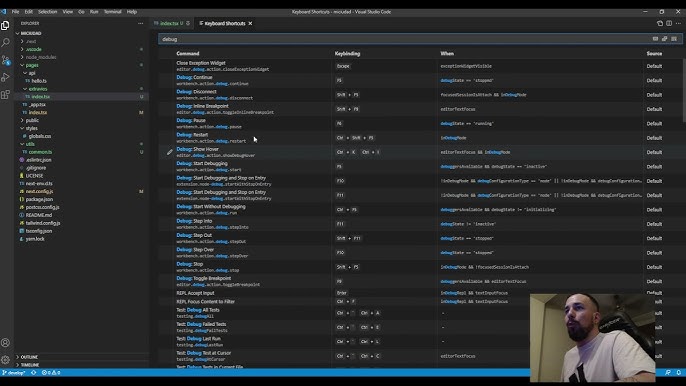 File Edit Selection View Go Run Terminal Help
Keyboard Shortcuts - mciudad - Visual Studio Code
EXPLORER
index.tsx U
Keyboard Shortcuts
MCIUDAD
.next
.vscode
node_modules
pages
api
hello.ts
extravios
index.tsx U
_app.tsx
index.tsx M
public
styles
globals.css
utils
common.ts
.eslintrc.json
.gitignore
LICENSE
next-env.d.ts
next.config.js M
package.json
postcss.config.js
README.md
tailwind.config.js
tsconfig.json
yarn.lock
OUTLINE
TIMELINE
debug
Command Keybinding When Source
Close Exception Widget
editor.debug.action.closeExceptionWidget
Escape exceptionWidgetVisible Default
Debug: Continue
workbench.action.debug.continue
F5 debugState == 'stopped' Default
Debug: Disconnect
workbench.action.debug.disconnect
Shift + F5 focusedSessionIsAttach && inDebugMode Default
Debug: Inline Breakpoint
editor.debug.action.toggleInlineBreakpoint
Shift + F9 editorTextFocus Default
Debug: Pause
workbench.action.debug.pause
F6 debugState == 'running' Default
Debug: Restart
workbench.action.debug.restart
Ctrl + Shift + F5 inDebugMode Default
Debug: Show Hover
editor.debug.action.showDebugHover
Ctrl + K Ctrl + I editorTextFocus && inDebugMode Default
Debug: Start Debugging
workbench.action.debug.start
F5 debuggersAvailable && debugState == 'inactive' Default
Debug: Start Debugging and Stop on Entry
extension.node-debug.startWithStopOnEntry
F10 !inDebugMode && debugConfigurationType == 'node' || !inDebugMode && debugConfiguration... Default
Debug: Start Debugging and Stop on Entry
extension.node-debug.startWithStopOnEntry
F11 !inDebugMode && debugConfigurationType == 'node' || !inDebugMode && debugConfiguration... Default
Debug: Start Without Debugging
workbench.action.debug.run
Ctrl + F5 debuggersAvailable && debugState != 'initializing' Default
Debug: Step Into
workbench.action.debug.stepInto
F11 debugState != 'inactive' Default
Debug: Step Out
workbench.action.debug.stepOut
Shift + F11 debugState == 'stopped' Default
Debug: Step Over
workbench.action.debug.stepOver
F10 debugState == 'stopped' Default
Debug: Stop
workbench.action.debug.stop
Shift + F5 inDebugMode && !focusedSessionIsAttach Default
Debug: Toggle Breakpoint
editor.debug.action.toggleBreakpoint
F9 debuggersAvailable && editorTextFocus Default
REPL Accept Input Enter inDebugRepl && textInputFocus Default
REPL Focus Content to Filter Ctrl + F inDebugRepl && textInputFocus
Test: Debug All Tests
testing.debugAll
Ctrl + ; Ctrl + A -
Test: Debug Failed Tests
testing.debugFailTests
Ctrl + ; Ctrl + E -
Test: Debug Last Run
testing.debugLastRun
Ctrl + ; Ctrl + L -
Test: Debug Test at Cursor
testing.debugAtCursor
Ctrl + ; Ctrl + C editorTextFocus
Test: Debug Tests in Current File
develop*